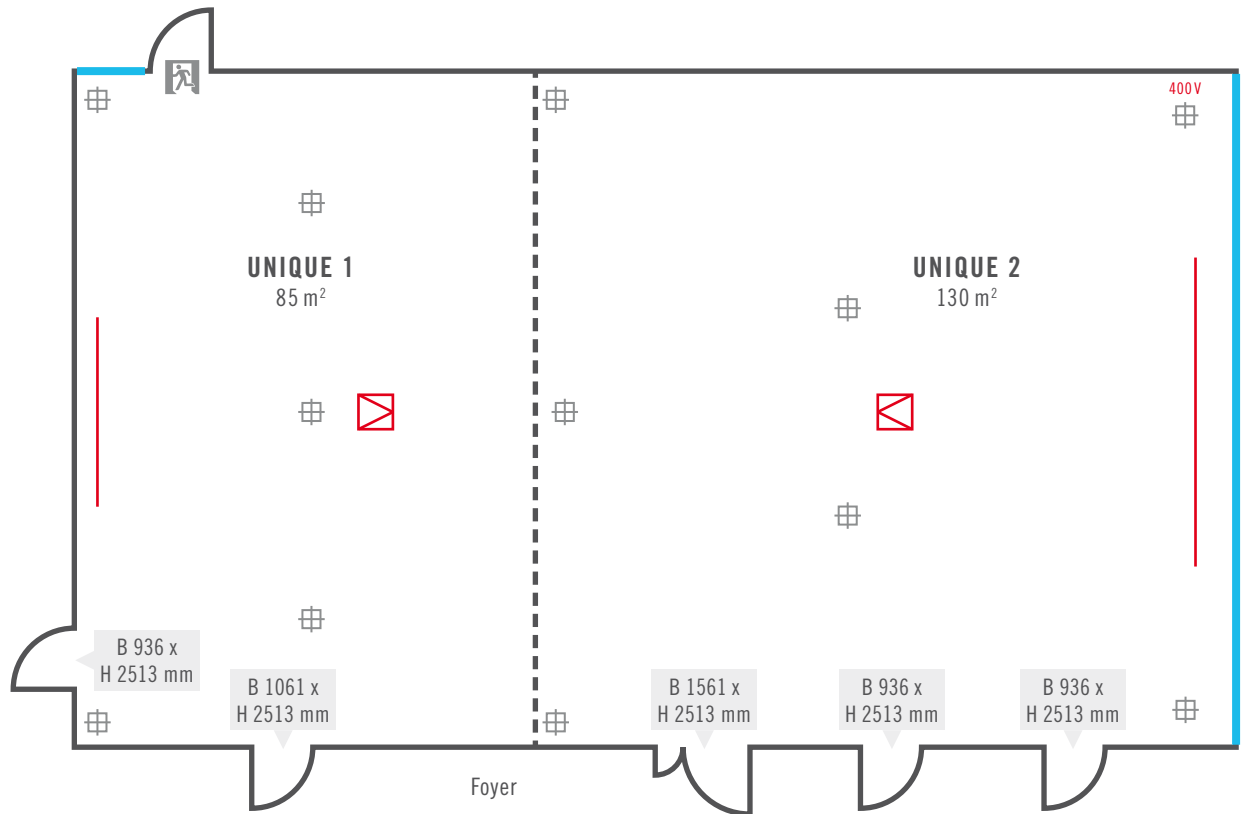 400 V
UNIQUE 1
85 m²
UNIQUE 2
130 m²
B 936 x
H 2513 mm
B 1061 x
H 2513 mm
B 1561 x
H 2513 mm
B 936 x
H 2513 mm
B 936 x
H 2513 mm
Foyer